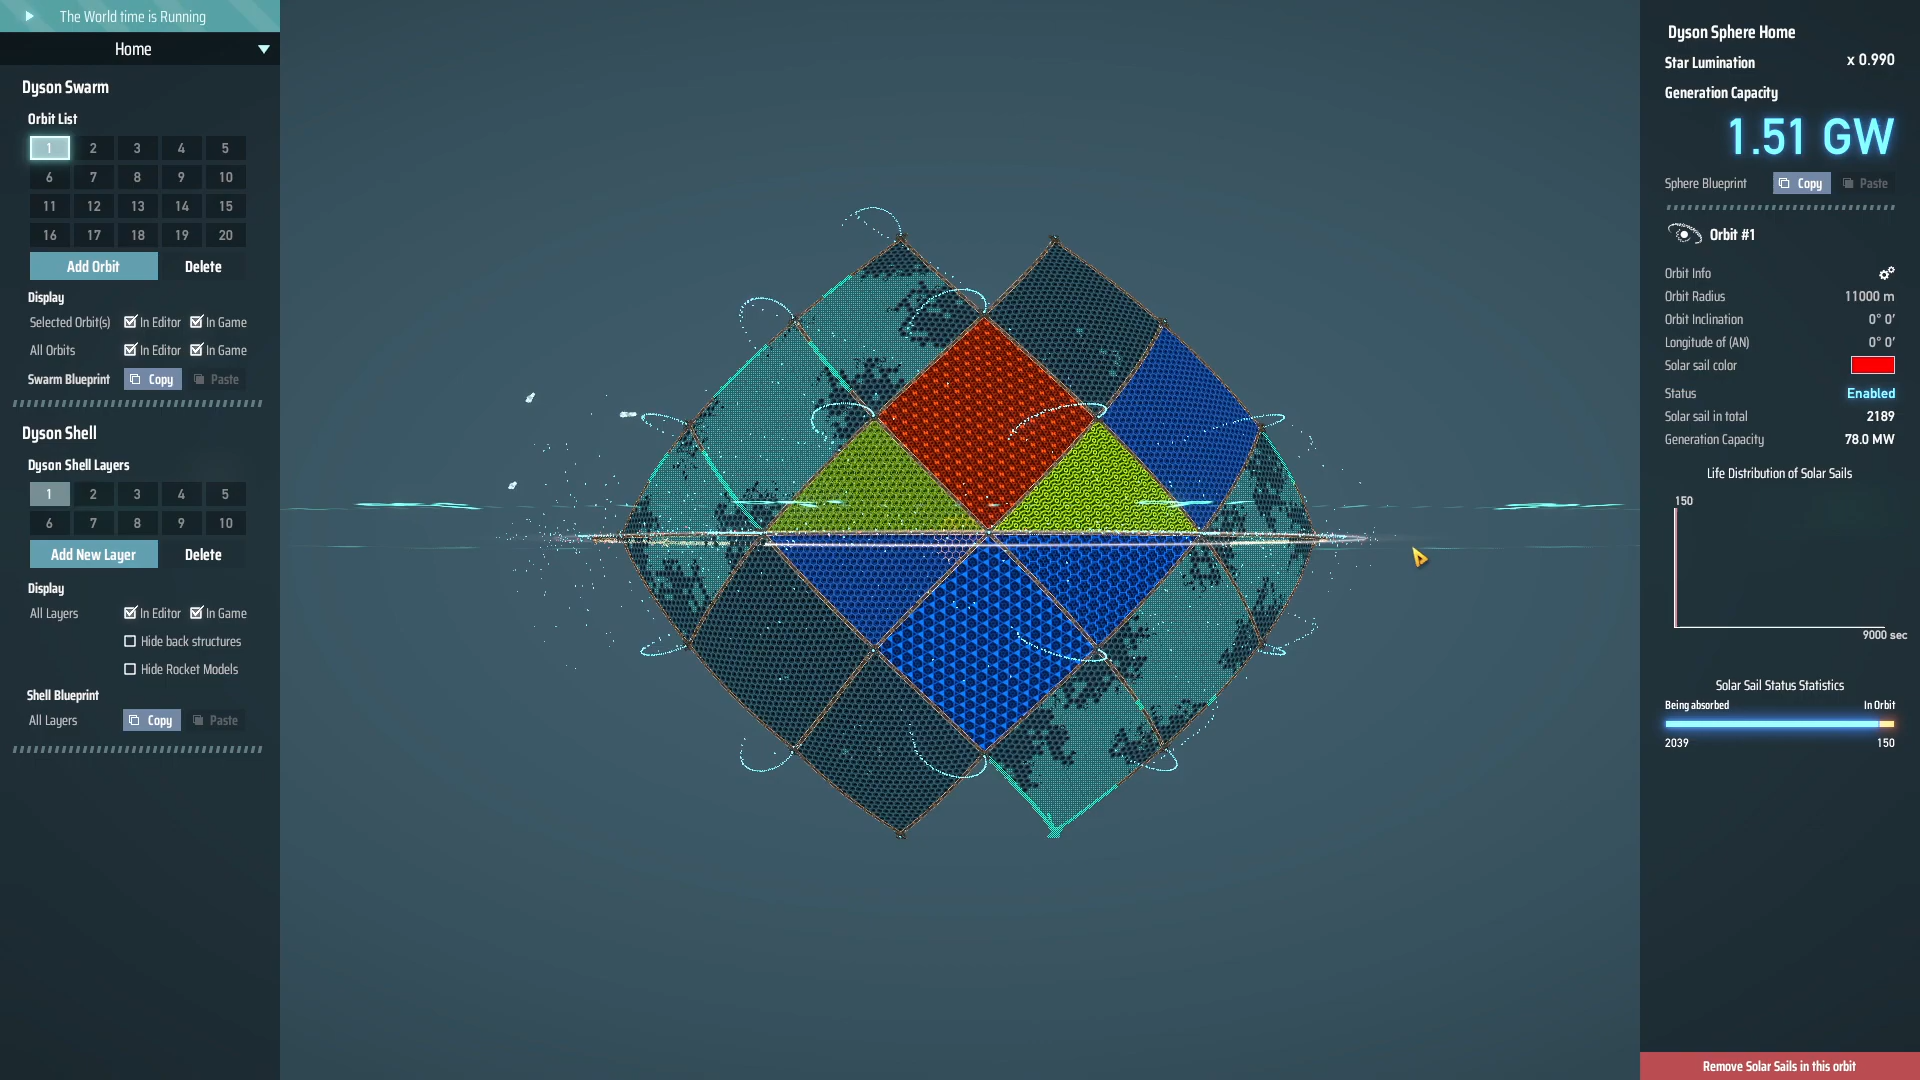 The World time is Running
Home
Dyson Swarm
Orbit List
1 2 3 4 5
6 7 8 9 10
11 12 13 14 15
16 17 18 19 20
Add Orbit Delete
Display
Selected Orbit(s) In Editor In Game
All Orbits In Editor In Game
Swarm Blueprint Copy Paste
Dyson Shell
Dyson Shell Layers
1 2 3 4 5
6 7 8 9 10
Add New Layer Delete
Display
All Layers In Editor In Game
Hide back structures
Hide Rocket Models
Shell Blueprint
All Layers Copy Paste
Dyson Sphere Home
Star Lumination x 0.990
Generation Capacity
1.51 GW
Sphere Blueprint Copy Paste
Orbit #1
Orbit Info
Orbit Radius 11000 m
Orbit Inclination 0° 0′
Longitude of (AN) 0° 0′
Solar sail color
Status Enabled
Solar sail in total 2189
Generation Capacity 78.0 MW
Life Distribution of Solar Sails
150
9000 sec
Solar Sail Status Statistics
Being absorbed In Orbit
2039 150
Remove Solar Sails in this orbit